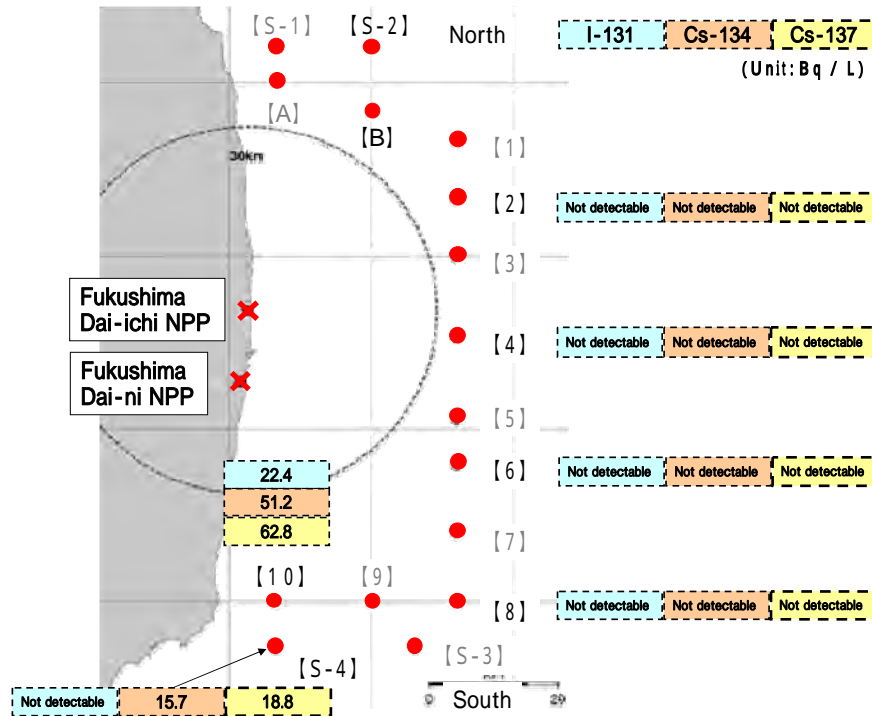 【S-1】
【S-2】
North
I-131 Cs-134 Cs-137
(Unit: Bq / L)
【A】
【B】
【1】
30km
【2】
Not detectable Not detectable Not detectable
【3】
Fukushima
Dai-ichi NPP
【4】
Not detectable Not detectable Not detectable
Fukushima
Dai-ni NPP
【5】
22.4
51.2
62.8
【6】
Not detectable Not detectable Not detectable
【7】
【10】
【9】
【8】
Not detectable Not detectable Not detectable
【S-4】
【S-3】
Not detectable 15.7 18.8
0
South